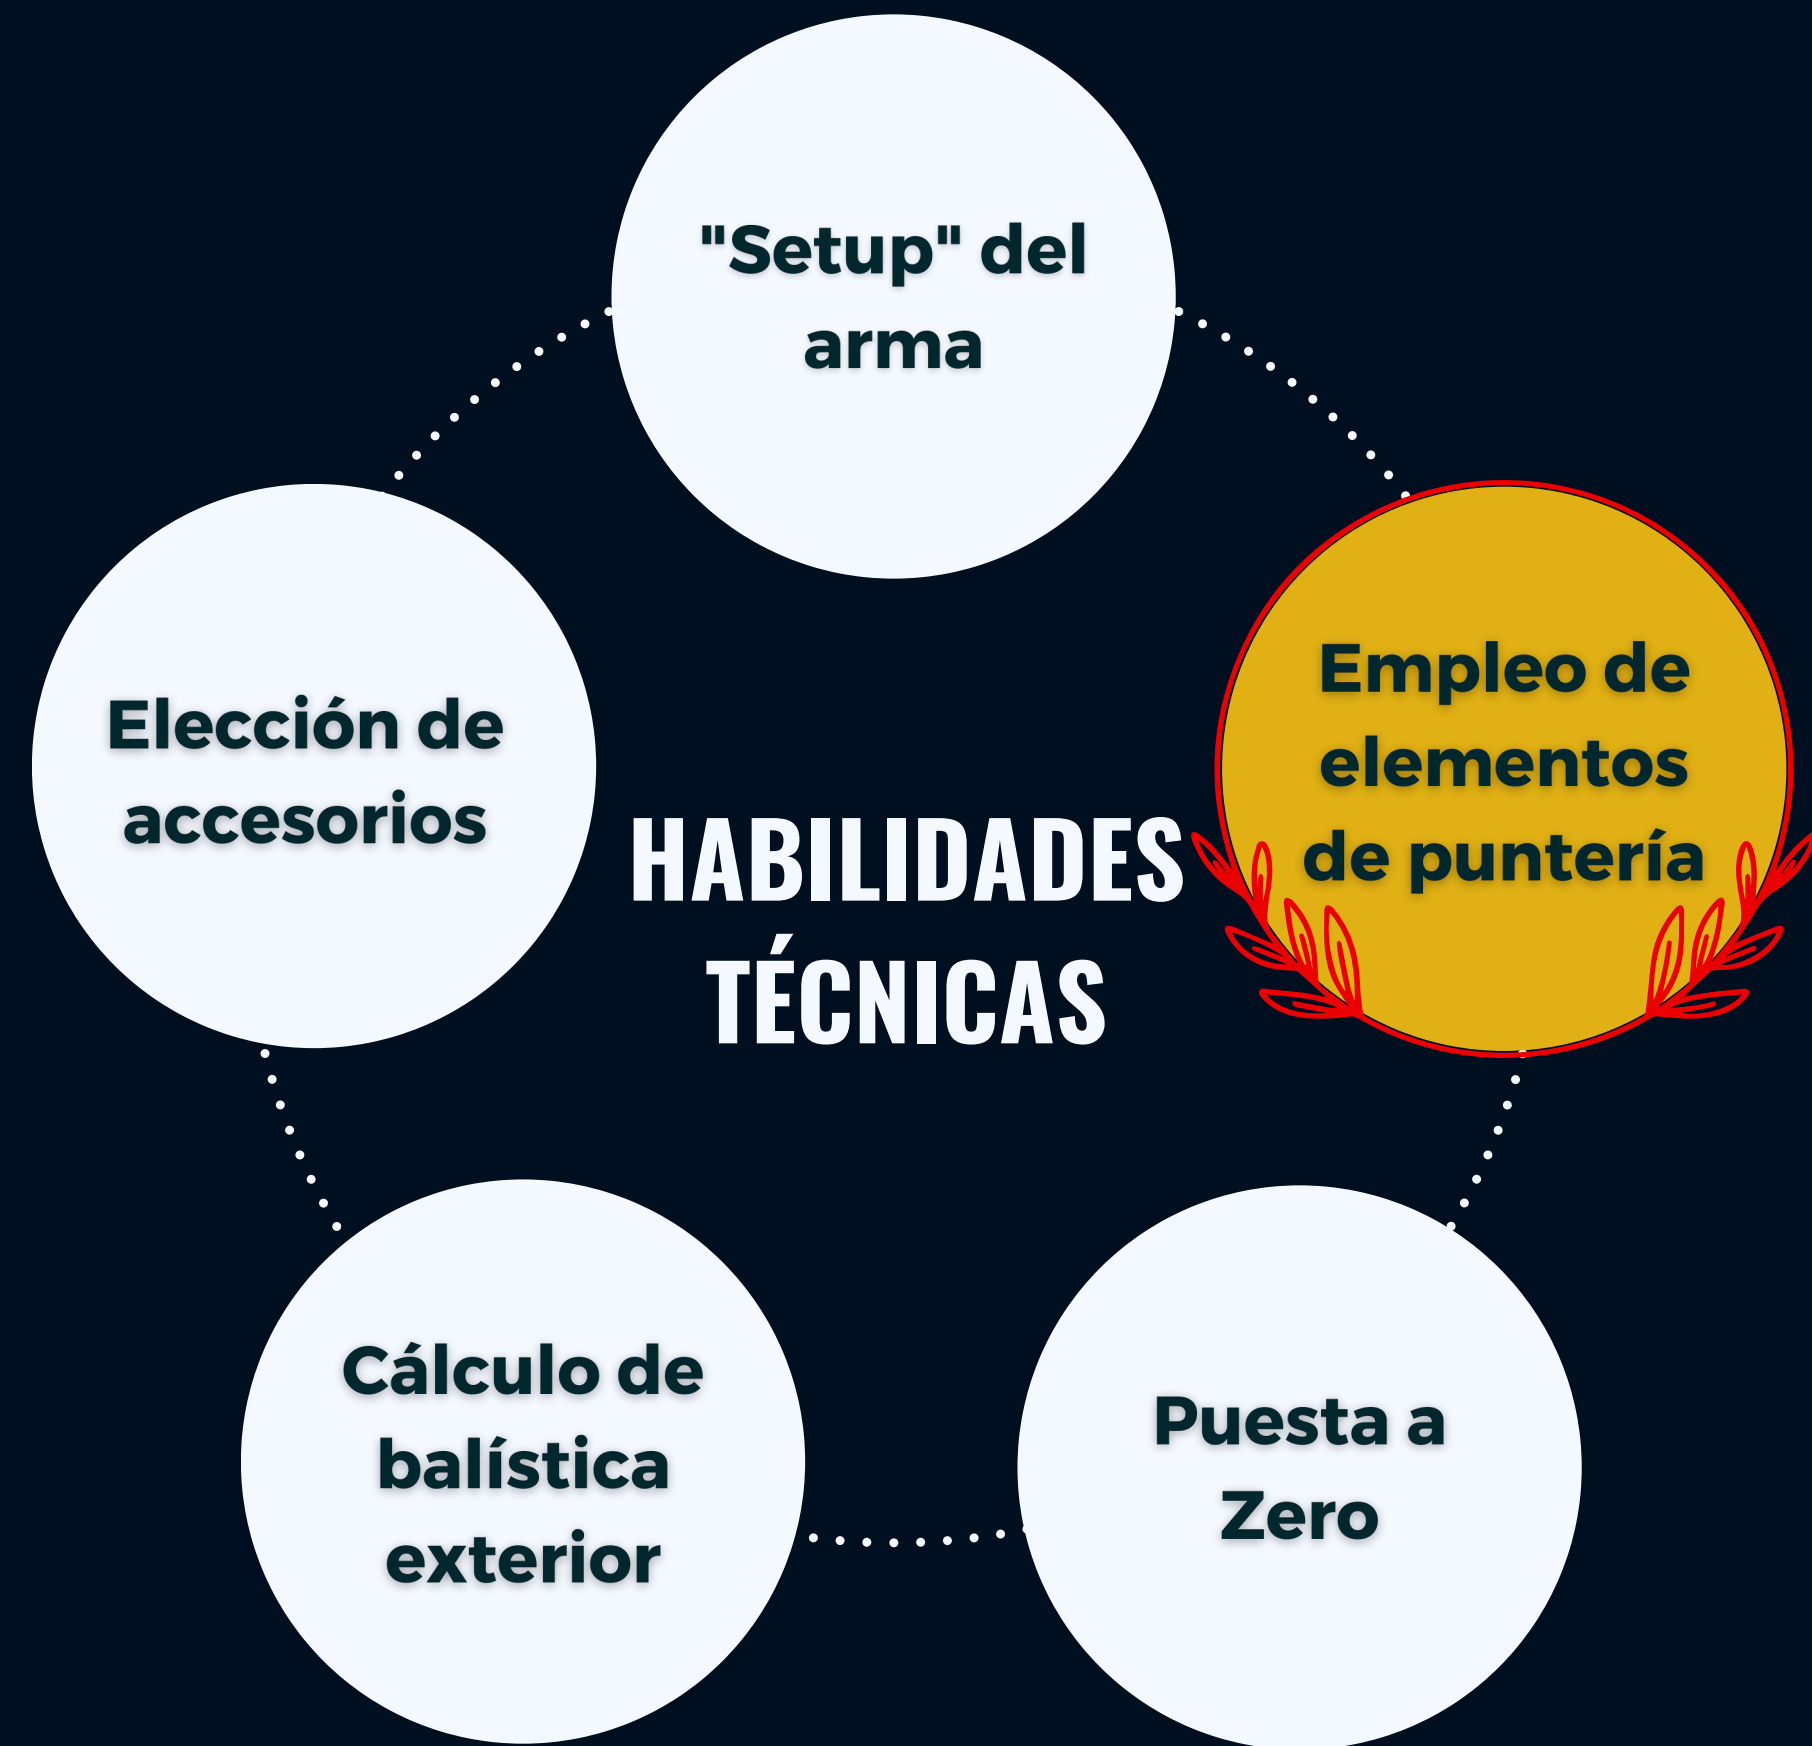 "Setup" del
arma
Empleo de
elementos
de puntería
Elección de
accesorios
HABILIDADES
TÉCNICAS
Cálculo de
balística
exterior
Puesta a
Zero